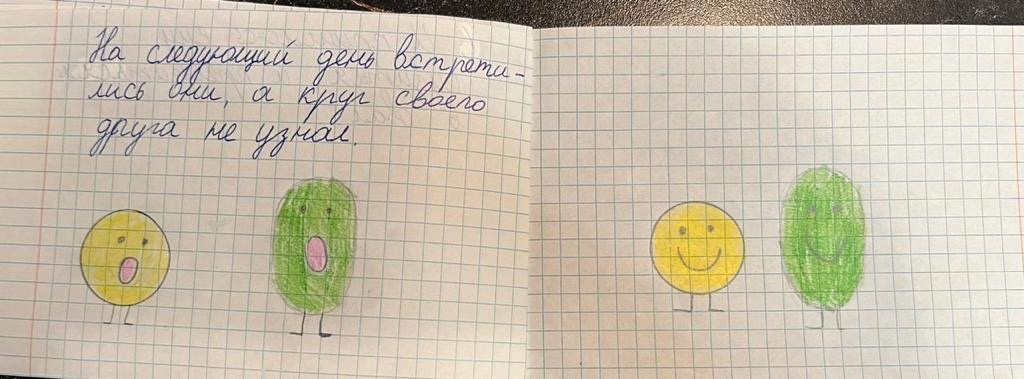 На следующий день встрети-
лись они, а круг своего
друга не узнал.